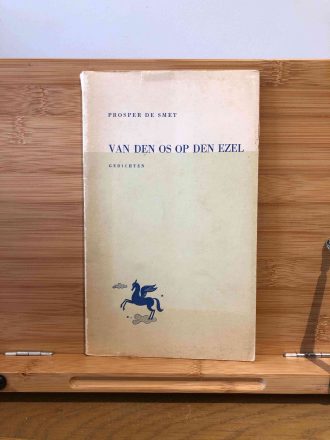 PROSPER DE SMET
VAN DEN OS OP DEN EZEL
GEDICHTEN